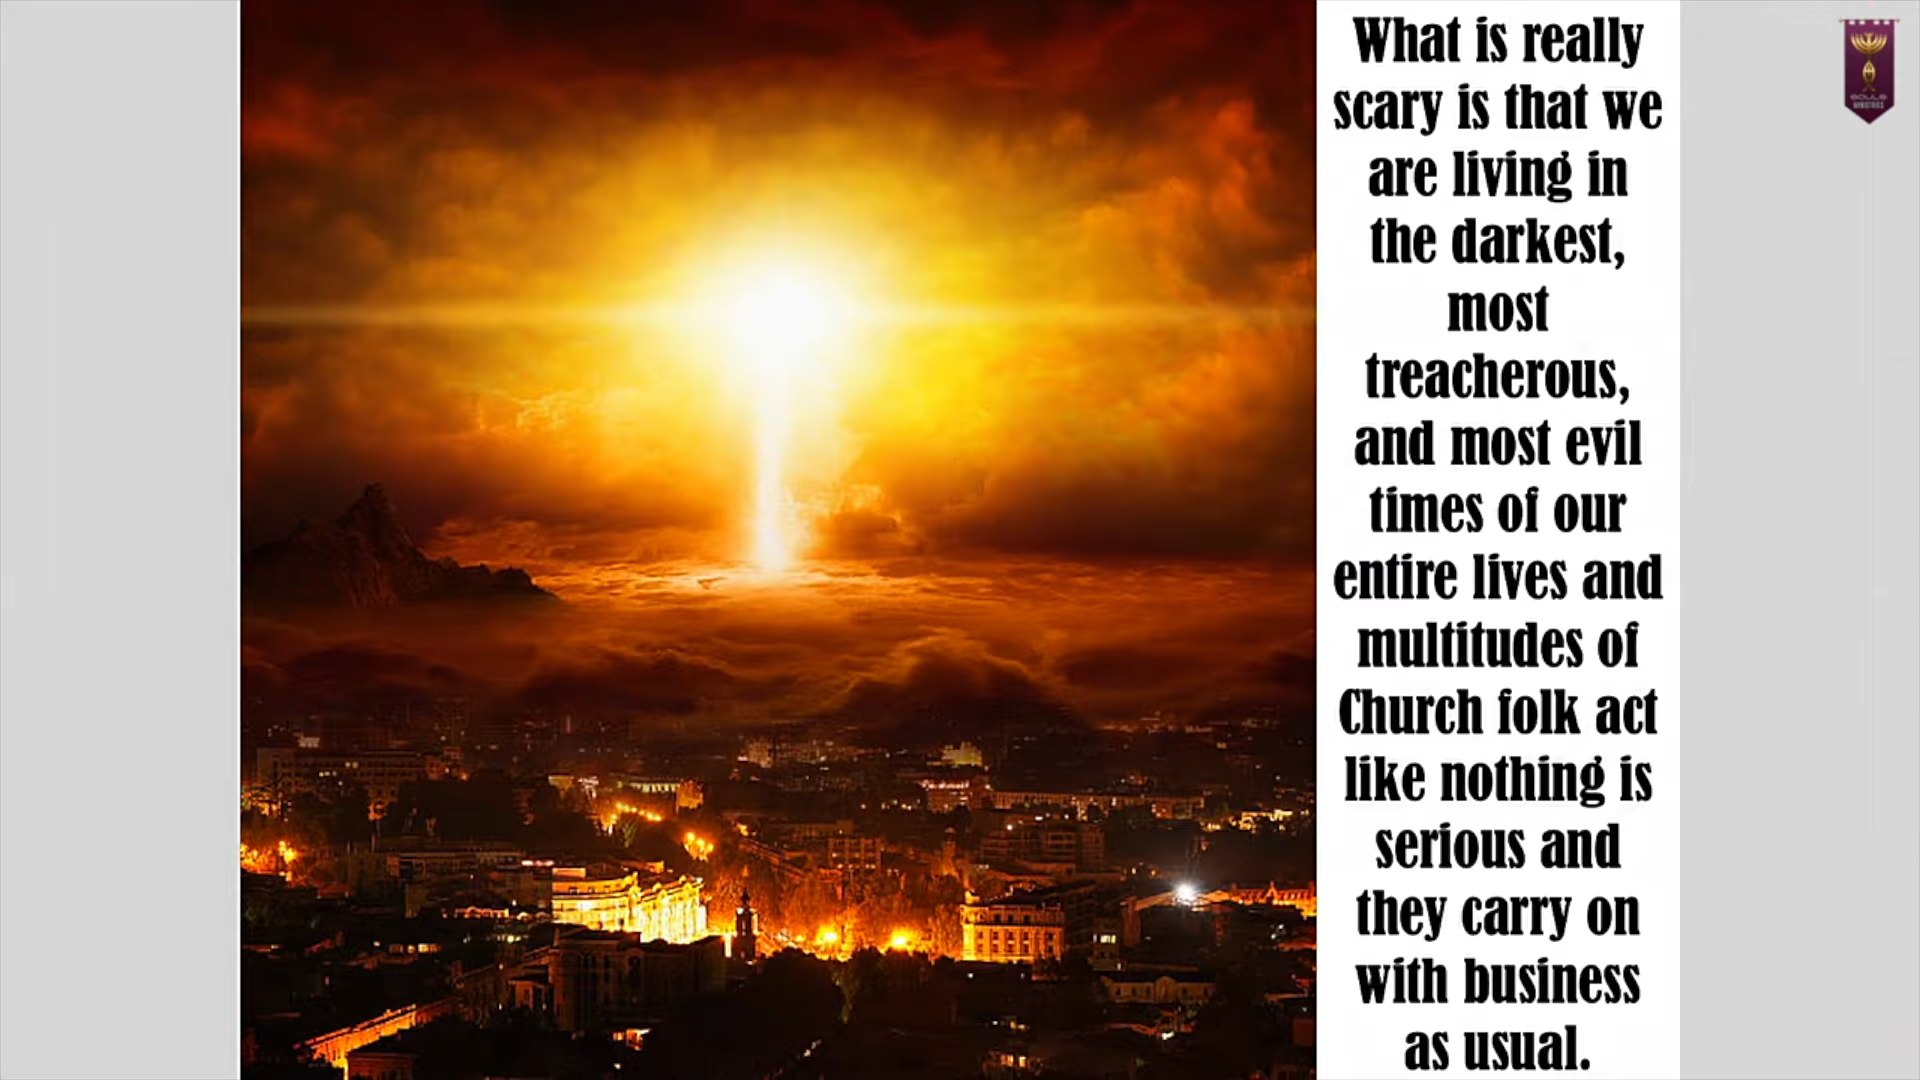 What is really
scary is that we
are living in
the darkest,
most
treacherous,
and most evil
times of our
entire lives and
multitudes of
Church folk act
like nothing is
serious and
they carry on
with business
as usual.
SOULS
MINISTRIES